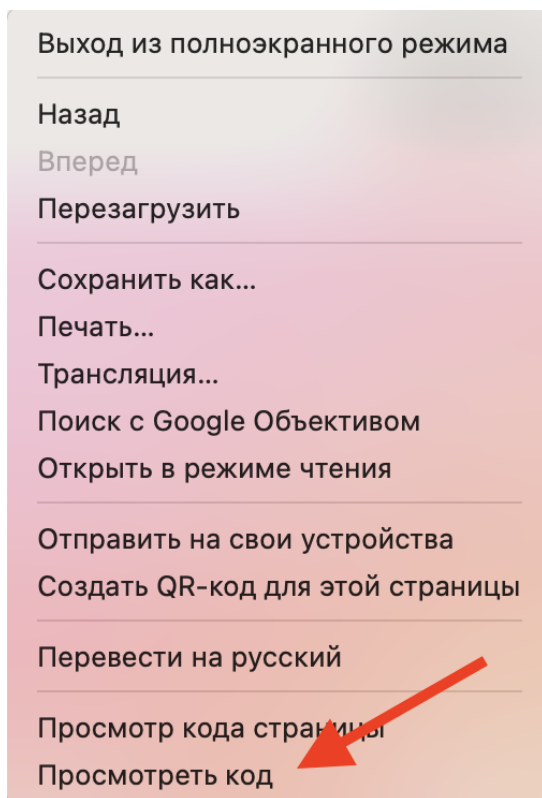 Выход из полноэкранного режима
Назад
Вперед
Перезагрузить
Сохранить как...
Печать...
Трансляция...
Поиск с Google Объективом
Открыть в режиме чтения
Отправить на свои устройства
Создать QR-код для этой страницы
Перевести на русский
Просмотр кода страницы
Просмотреть код